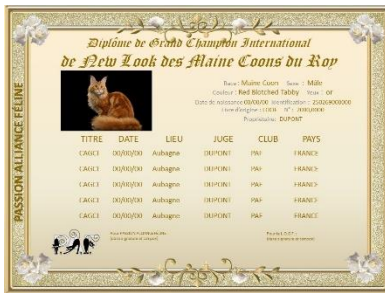 Diplôme de Grand Champion International
de New Look des Maine Coons du Roy
Race : Maine Coon Sexe : Mâle
Couleur : Red Blotched Tabby Yeux : or
Date de naissance 00/00/00 Identification : 250269000000
Livre d'origine : LOOF N° :
Propriétaire: DUPONT
PASSION ALLIANCE FÉLINE
TITRE DATE LIEU JUGE CLUB PAYS
CAGCI 00/00/00 Aubagne DUPONT PAF FRANCE
CAGCI 00/00/00 Aubagne DUPONT PAF FRANCE
CAGCI 00/00/00 Aubagne DUPONT PAF FRANCE
CAGCI 00/00/00 Aubagne DUPONT PAF FRANCE
CAGCI 00/00/00 Aubagne DUPONT PAF FRANCE